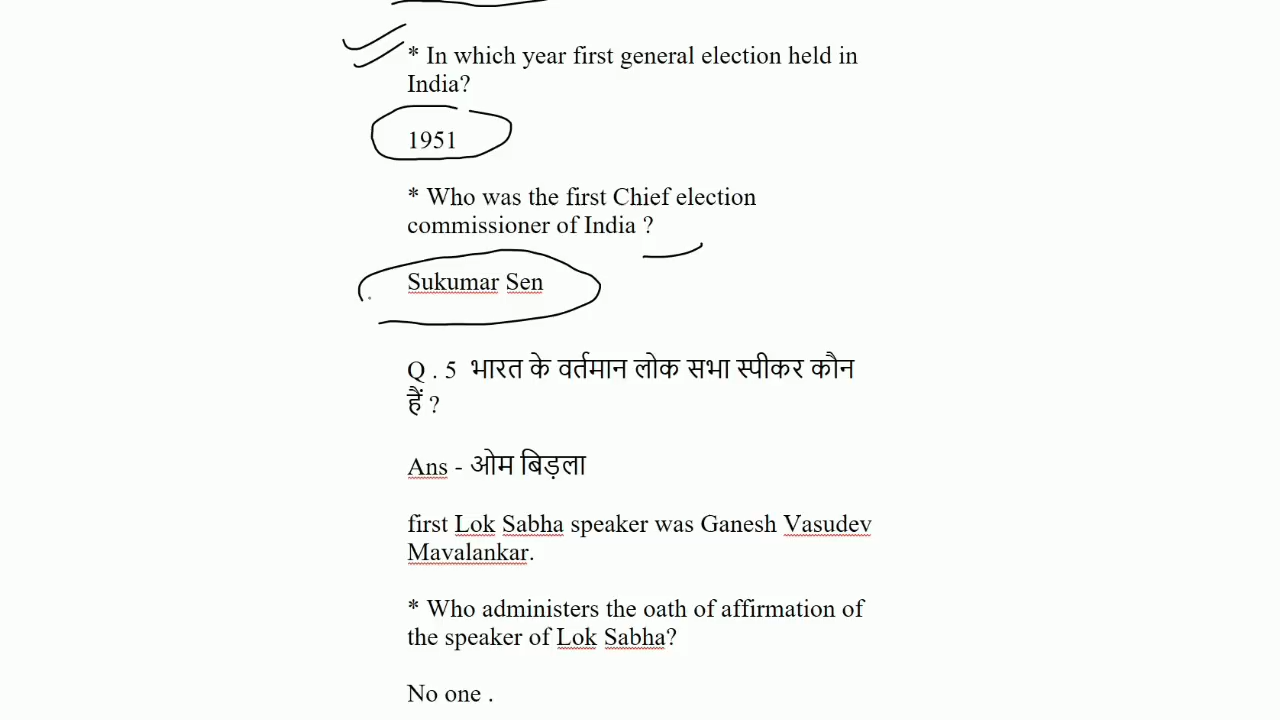 * In which year first general election held in
India?
1951
* Who was the first Chief election
commissioner of India ?
Sukumar Sen
Q . 5 भारत के वर्तमान लोक सभा स्पीकर कौन
हैं ?
Ans - ओम बिड़ला
first Lok Sabha speaker was Ganesh Vasudev
Mavalankar.
* Who administers the oath of affirmation of
the speaker of Lok Sabha?
No one .